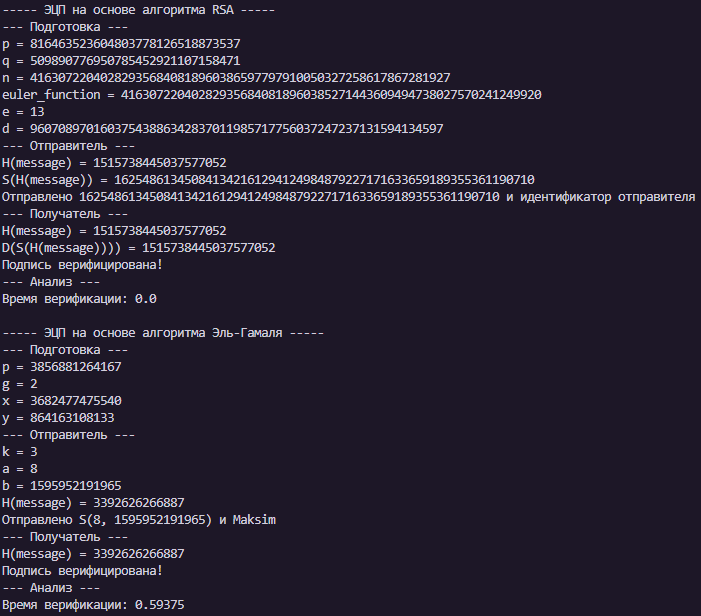 ----- ЭЦП на основе алгоритма RSA -----
--- Подготовка ---
p = 816463523604803778126518873537
q = 509890776950785452921107158471
n = 416307220402829356840818960386597797910050327258617867281927
euler_function = 416307220402829356840818960385271443609494738027570241249920
e = 13
d = 96070897016037543886342837011985717756037247237131594134597
--- Отправитель ---
H(message) = 1515738445037577052
S(H(message)) = 162548613450841342161294124984879227171633659189355361190710
Отправлено 162548613450841342161294124984879227171633659189355361190710 и идентификатор отправителя
--- Получатель ---
H(message) = 1515738445037577052
D(S(H(message)))) = 1515738445037577052
Подпись верифицирована!
--- Анализ ---
Время верификации: 0.0
----- ЭЦП на основе алгоритма Эль-Гамаля -----
--- Подготовка ---
p = 3856881264167
g = 2
x = 3682477475540
y = 864163108133
--- Отправитель ---
k = 3
a = 8
b = 1595952191965
H(message) = 3392626266887
Отправлено S(8, 1595952191965) и Maksim
--- Получатель ---
H(message) = 3392626266887
Подпись верифицирована!
--- Анализ ---
Время верификации: 0.59375